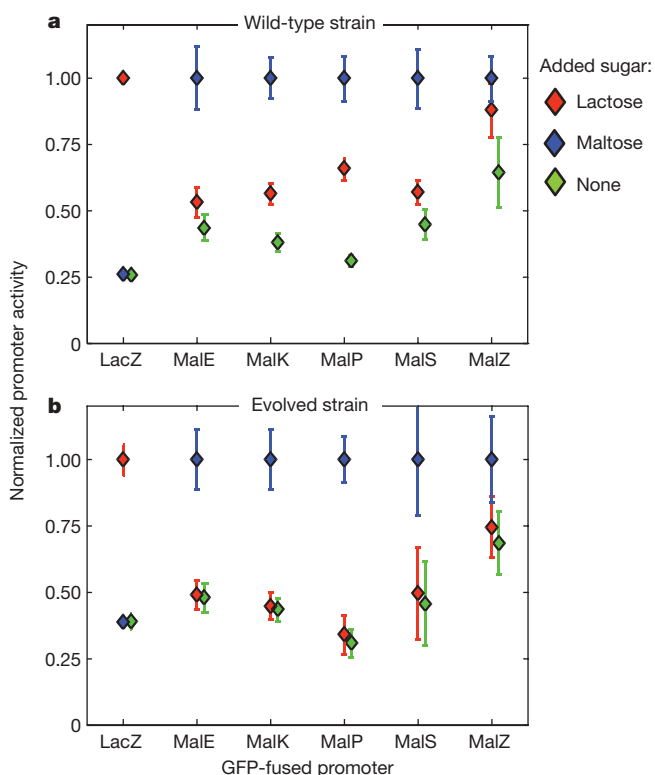 a
Wild-type strain
Added sugar:
Lactose
Maltose
None
1.00
0.75
0.50
0.25
0
LacZ MalE MalK MalP MalS MalZ
Normalized promoter activity
b
Evolved strain
1.00
0.75
0.50
0.25
0
LacZ MalE MalK MalP MalS MalZ
GFP-fused promoter